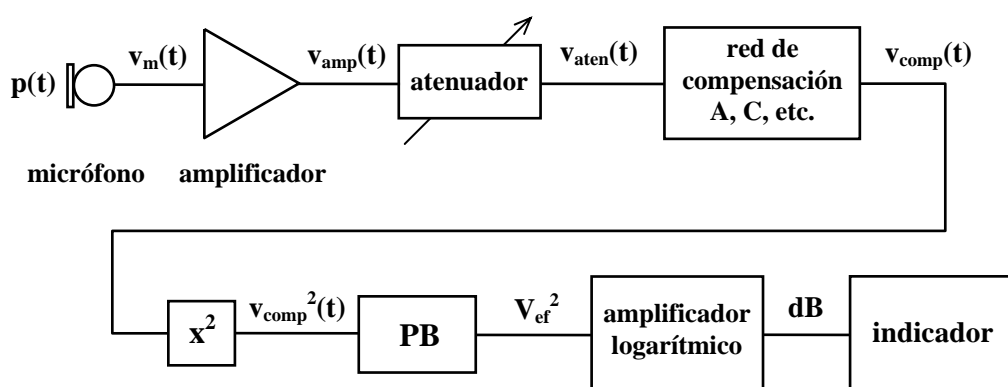 p(t)
v_m(t)
v_amp(t)
atenuador
v_aten(t)
red de
compensación
A, C, etc.
v_comp(t)
micrófono
amplificador
x²
v_comp²(t)
PB
V_ef²
amplificador
logarítmico
dB
indicador